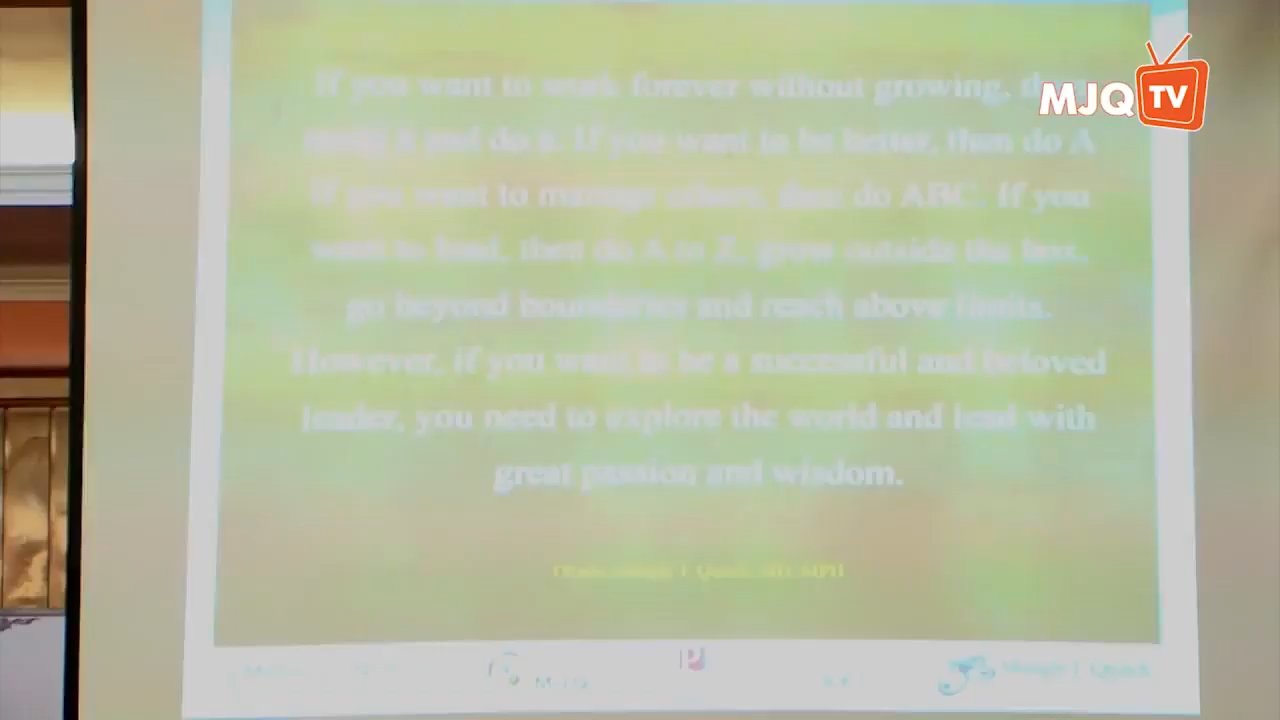 MJQ TV
If you want to work forever without growing,
and do a. If you want to be better, then do A
If you want to manage others, then do ABC. If you
want to lead, then do A to Z, grow outside the box,
go beyond boundaries and reach above limits.
However, if you want to be a successful and beloved
leader, you need to explore the world and lead with
great passion and wisdom.